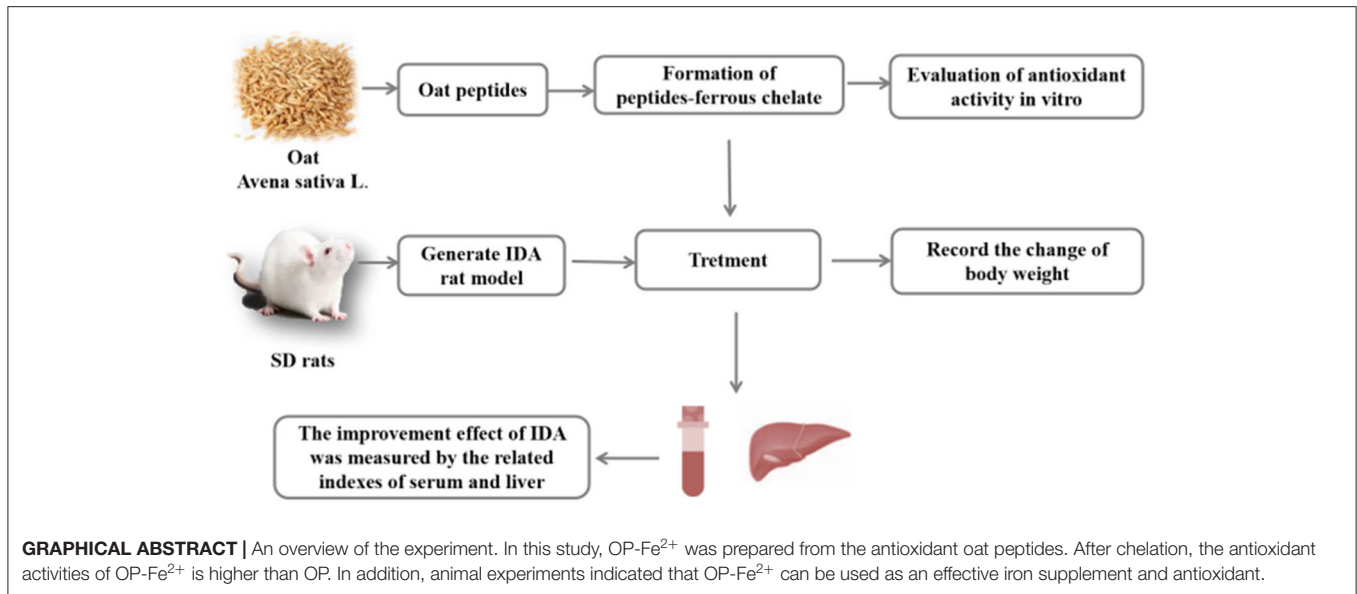 Oat peptides
Formation of
peptides-ferrous chelate
Evaluation of antioxidant
activity in vitro
Oat
Avena sativa L.
Generate IDA
rat model
Tretment
Record the change of
body weight
SD rats
The improvement effect of IDA
was measured by the related
indexes of serum and liver
GRAPHICAL ABSTRACT | An overview of the experiment. In this study, OP-Fe²⁺ was prepared from the antioxidant oat peptides. After chelation, the antioxidant
activities of OP-Fe²⁺ is higher than OP. In addition, animal experiments indicated that OP-Fe²⁺ can be used as an effective iron supplement and antioxidant.